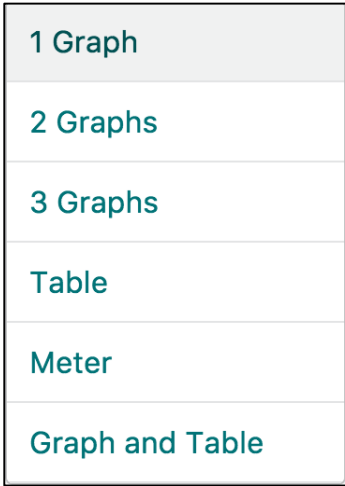 1 Graph
2 Graphs
3 Graphs
Table
Meter
Graph and Table